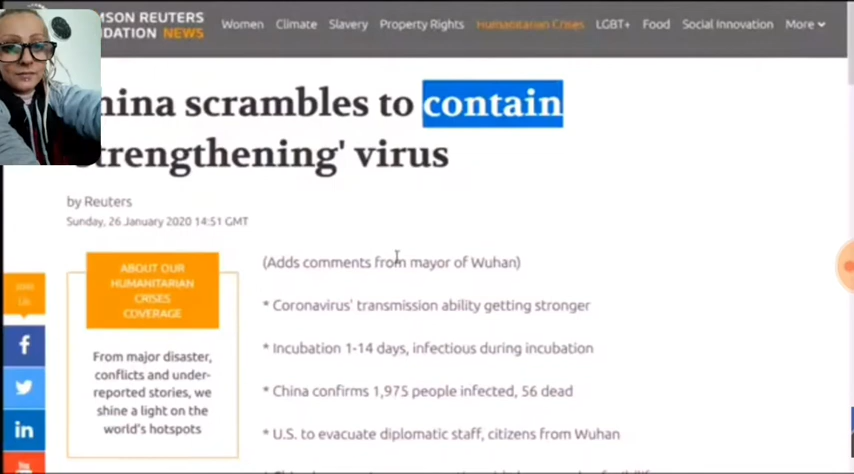 MSON REUTERS
NDATION NEWS
Women Climate Slavery Property Rights Humanitarian Crises LGBT+ Food Social Innovation More
hina scrambles to contain
trengthening' virus
by Reuters
Sunday, 26 January 2020 14:51 GMT
ABOUT OUR
HUMANITARIAN
CRISES
COVERAGE
From major disaster,
conflicts and under-
reported stories, we
shine a light on the
world's hotspots
(Adds comments from mayor of Wuhan)
* Coronavirus' transmission ability getting stronger
* Incubation 1-14 days, infectious during incubation
* China confirms 1,975 people infected, 56 dead
* U.S. to evacuate diplomatic staff, citizens from Wuhan